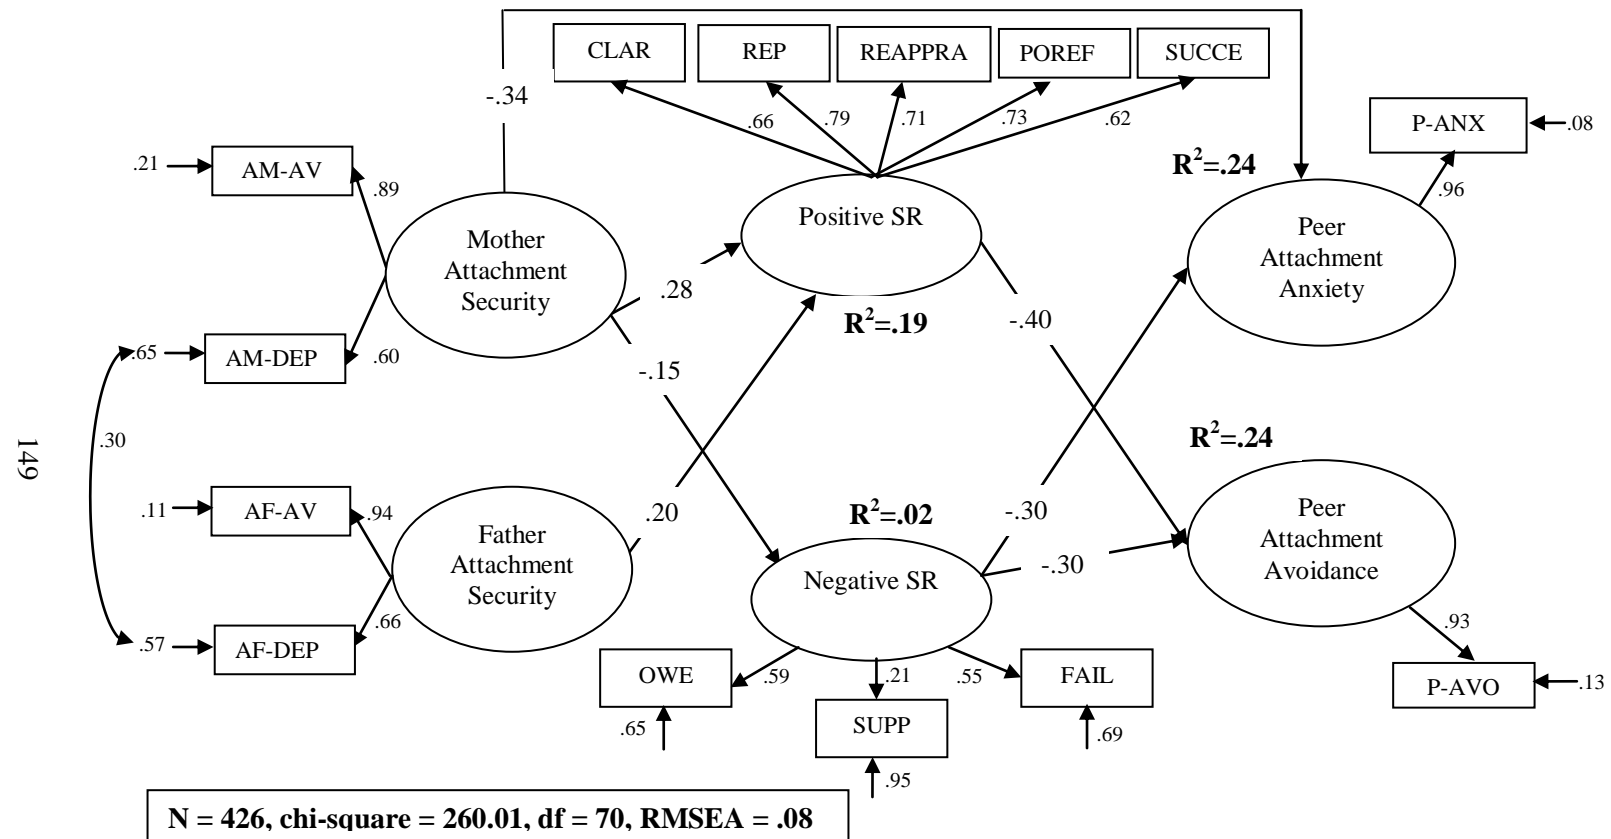 CLAR
REP
REAPPRA
POREF
SUCCE
-.34
.66
.79
.71
.73
.62
P-ANX
.08
.96
R²=.24
.21
AM-AV
.89
Mother
Attachment
Security
Positive SR
Peer
Attachment
Anxiety
.28
R²=.19
-.40
.65
AM-DEP
.60
-.15
.30
149
R²=.24
.11
AF-AV
.94
Father
Attachment
Security
.20
R²=.02
-.30
Peer
Attachment
Avoidance
Negative SR
-.30
.57
AF-DEP
.66
.93
OWE
.59
.21
.55
FAIL
P-AVO
.13
.65
SUPP
.69
.95
N = 426, chi-square = 260.01, df = 70, RMSEA = .08